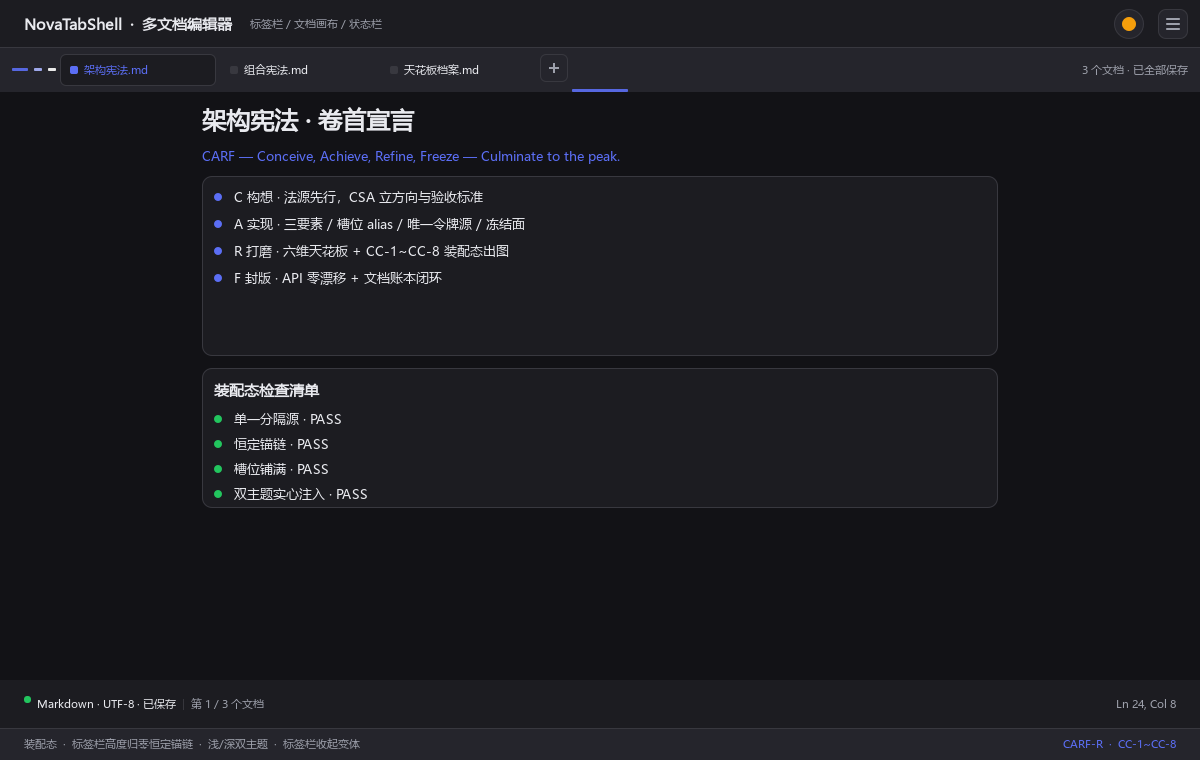 NovaTabShell · 多文档编辑器 标签栏 / 文档画布 / 状态栏
架构宪法.md 组合宪法.md 天花板档案.md + 3 个文档 · 已全部保存
架构宪法 · 卷首宣言
CARF — Conceive, Achieve, Refine, Freeze — Culminate to the peak.
C 构想 · 法源先行，CSA 立方向与验收标准
A 实现 · 三要素 / 槽位 alias / 唯一令牌源 / 冻结面
R 打磨 · 六维天花板 + CC-1~CC-8 装配态出图
F 封版 · API 零漂移 + 文档账本闭环
装配态检查清单
单一分隔源 · PASS
恒定锚链 · PASS
槽位铺满 · PASS
双主题实心注入 · PASS
Markdown · UTF-8 · 已保存 | 第 1 / 3 个文档 Ln 24, Col 8
装配态 · 标签栏高度归零恒定锚链 · 浅/深双主题 · 标签栏收起变体 CARF-R · CC-1~CC-8